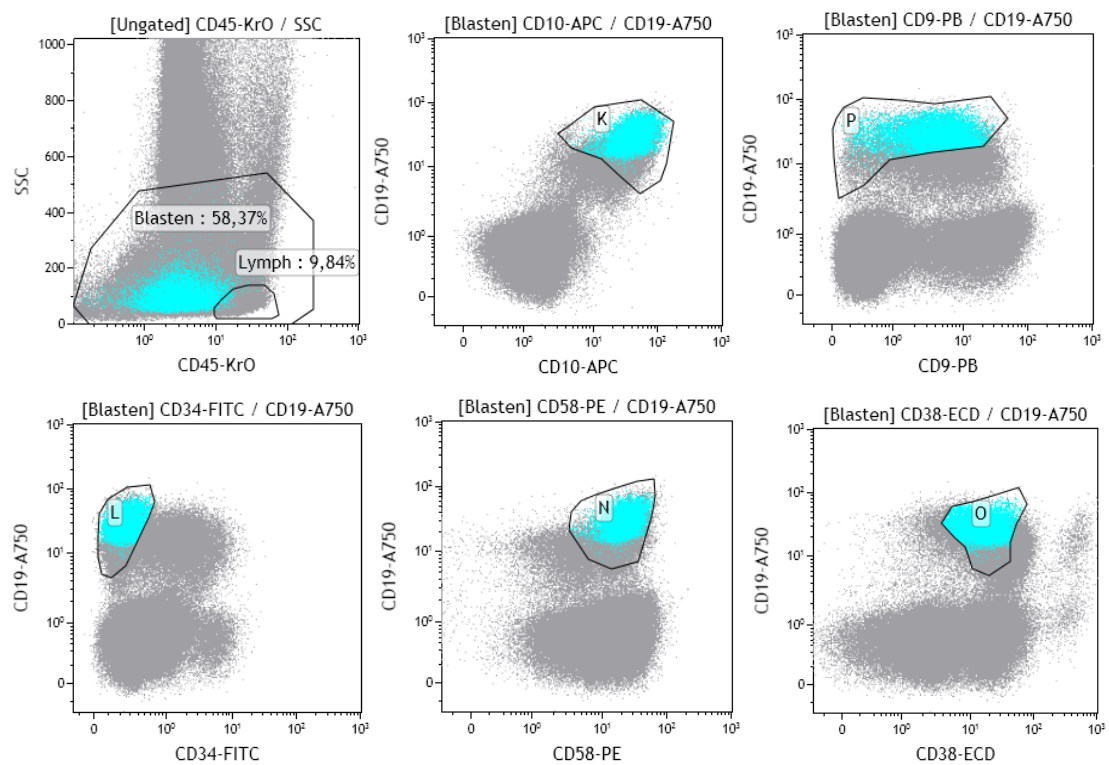 [Ungated] CD45-KrO / SSC
1000
800
600
400
200
0
SSC
Blasten : 58,37%
Lymph : 9,84%
10⁰ 10¹ 10² 10³
CD45-KrO
[Blasten] CD10-APC / CD19-A750
10³
10²
10¹
10⁰
0
CD19-A750
K
0 10⁰ 10¹ 10² 10³
CD10-APC
[Blasten] CD9-PB / CD19-A750
10³
10²
10¹
10⁰
0
CD19-A750
P
0 10⁰ 10¹ 10² 10³
CD9-PB
[Blasten] CD34-FITC / CD19-A750
10³
10²
10¹
10⁰
0
CD19-A750
L
0 10⁰ 10¹ 10² 10³
CD34-FITC
[Blasten] CD58-PE / CD19-A750
10³
10²
10¹
10⁰
0
CD19-A750
N
0 10⁰ 10¹ 10² 10³
CD58-PE
[Blasten] CD38-ECD / CD19-A750
10³
10²
10¹
10⁰
0
CD19-A750
O
0 10⁰ 10¹ 10² 10³
CD38-ECD